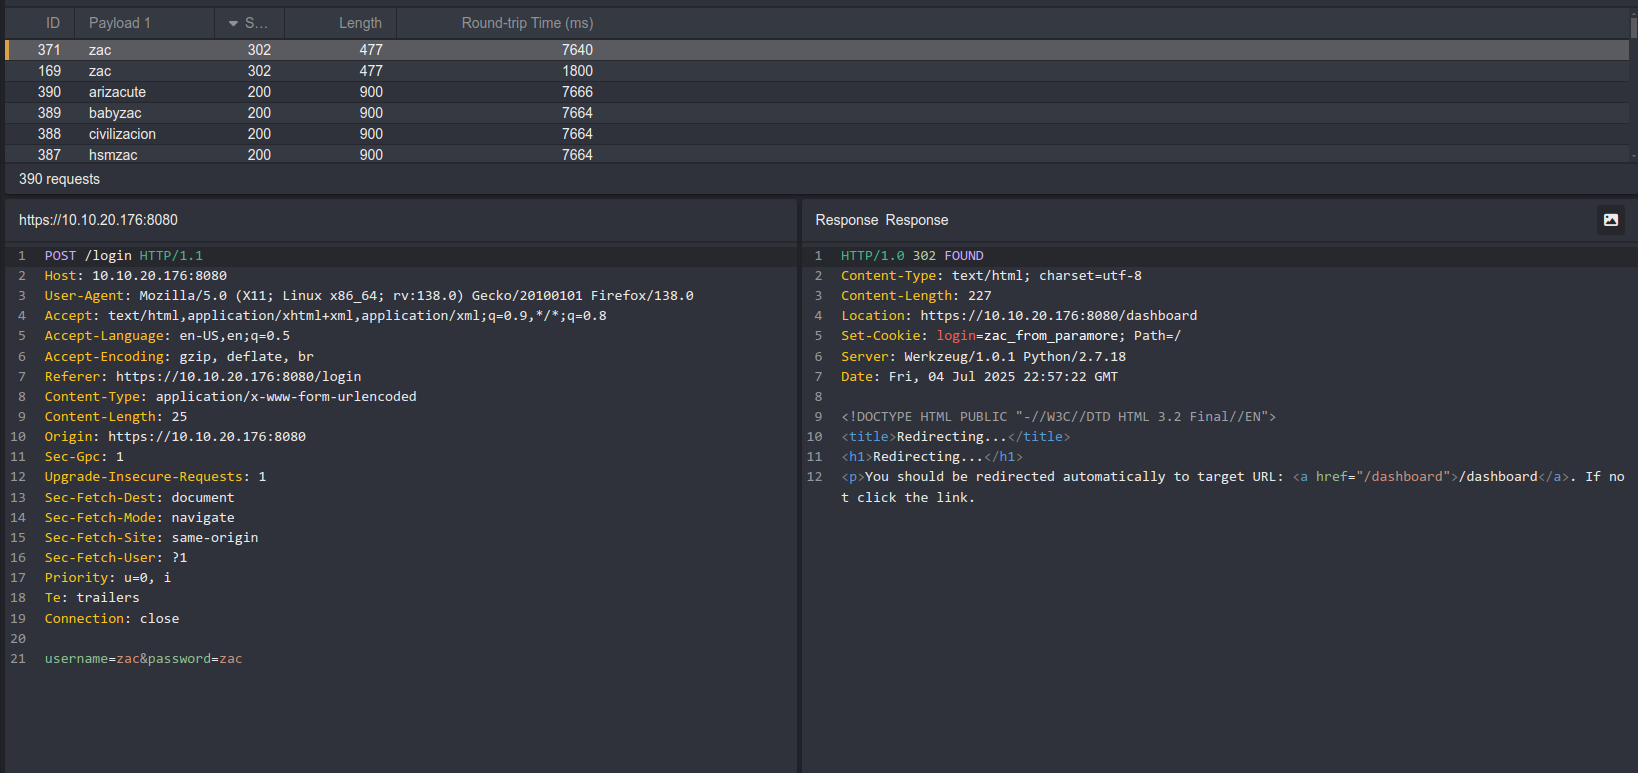 ID Payload 1 S... Length Round-trip Time (ms)
371 zac 302 477 7640
169 zac 302 477 1800
390 arizacute 200 900 7666
389 babyzac 200 900 7664
388 civilizacion 200 900 7664
387 hsmzac 200 900 7664
390 requests
https://10.10.20.176:8080
1 POST /login HTTP/1.1
2 Host: 10.10.20.176:8080
3 User-Agent: Mozilla/5.0 (X11; Linux x86_64; rv:138.0) Gecko/20100101 Firefox/138.0
4 Accept: text/html,application/xhtml+xml,application/xml;q=0.9,*/*;q=0.8
5 Accept-Language: en-US,en;q=0.5
6 Accept-Encoding: gzip, deflate, br
7 Referer: https://10.10.20.176:8080/login
8 Content-Type: application/x-www-form-urlencoded
9 Content-Length: 25
10 Origin: https://10.10.20.176:8080
11 Sec-Gpc: 1
12 Upgrade-Insecure-Requests: 1
13 Sec-Fetch-Dest: document
14 Sec-Fetch-Mode: navigate
15 Sec-Fetch-Site: same-origin
16 Sec-Fetch-User: ?1
17 Priority: u=0, i
18 Te: trailers
19 Connection: close
20
21 username=zac&password=zac
Response Response
1 HTTP/1.0 302 FOUND
2 Content-Type: text/html; charset=utf-8
3 Content-Length: 227
4 Location: https://10.10.20.176:8080/dashboard
5 Set-Cookie: login=zac_from_paramore; Path=/
6 Server: Werkzeug/1.0.1 Python/2.7.18
7 Date: Fri, 04 Jul 2025 22:57:22 GMT
8
9 <!DOCTYPE HTML PUBLIC "-//W3C//DTD HTML 3.2 Final//EN">
10 <title>Redirecting...</title>
11 <h1>Redirecting...</h1>
12 <p>You should be redirected automatically to target URL: <a href="/dashboard">/dashboard</a>. If no
t click the link.